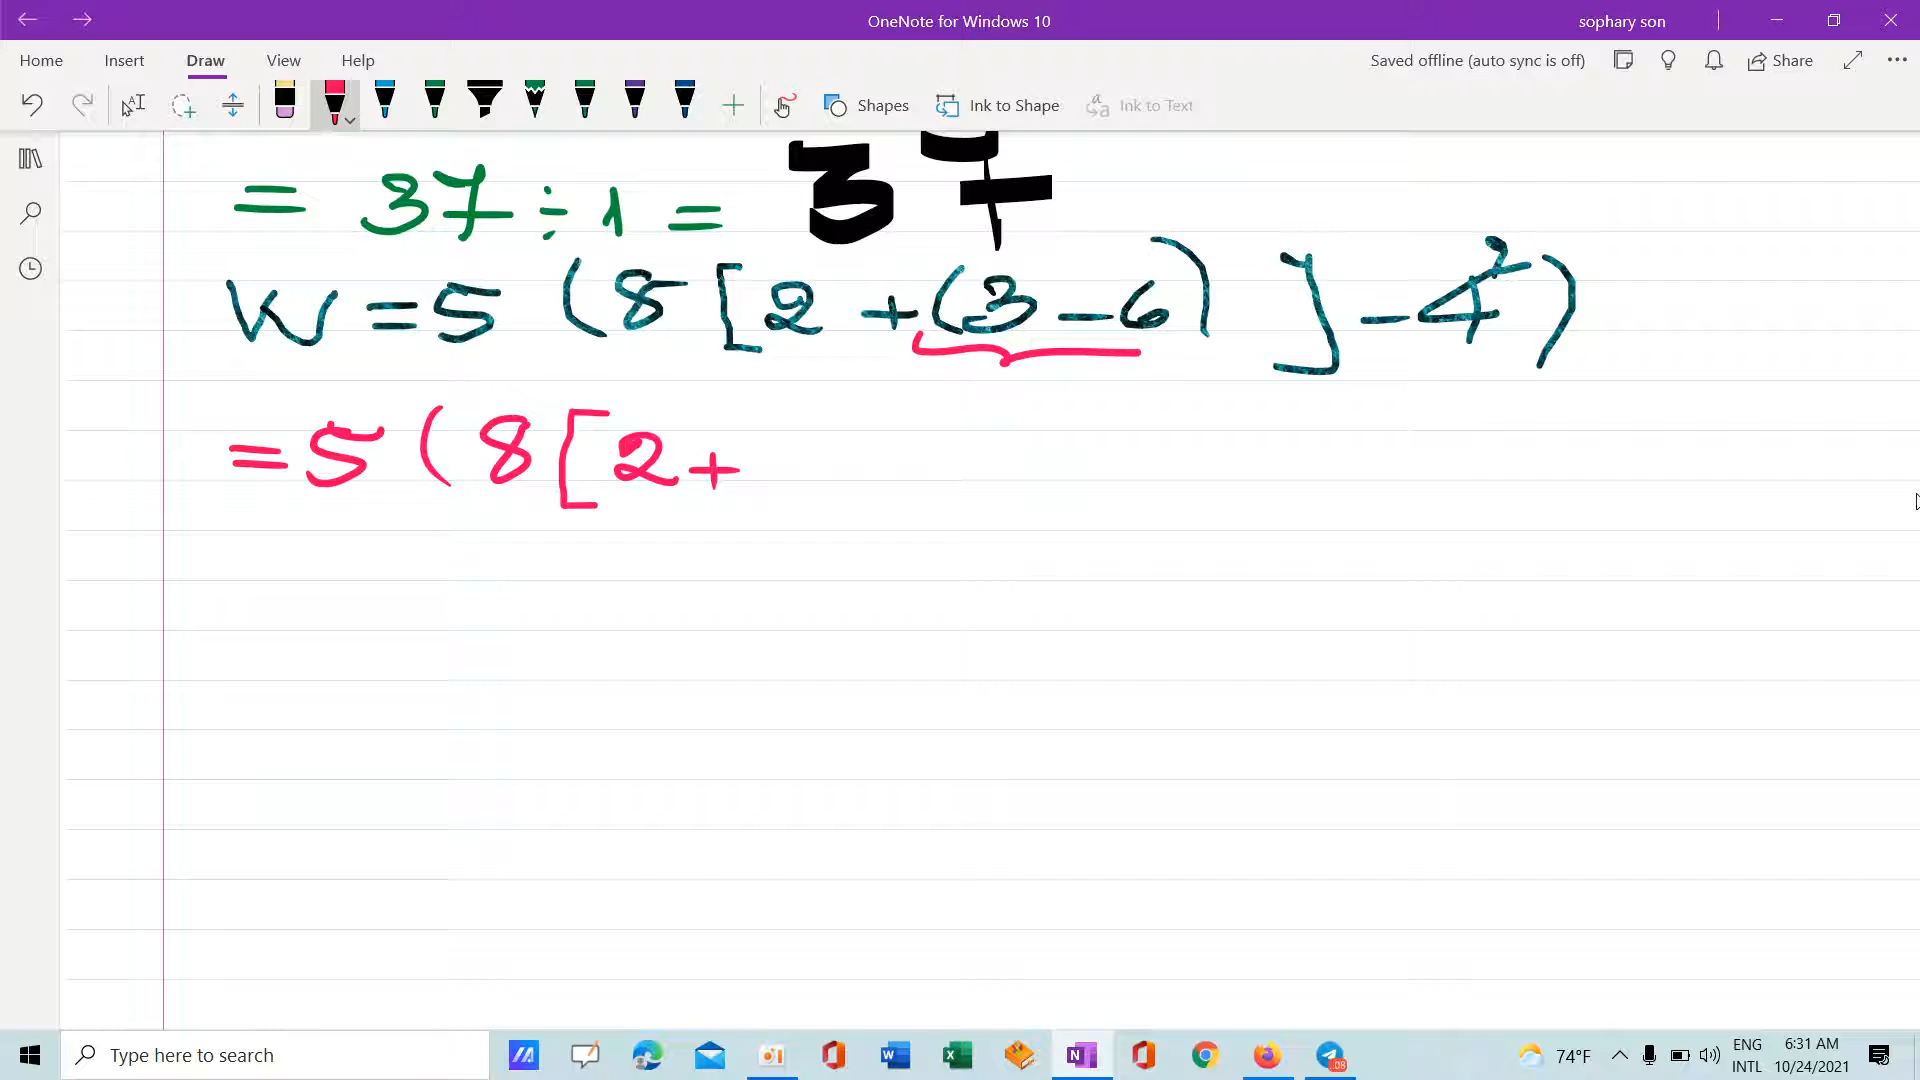 OneNote for Windows 10
sophary son
Home Insert Draw View Help
Saved offline (auto sync is off)
Share
Shapes
Ink to Shape
Ink to Text
= 37 ÷ 1 = 37
W = 5 (8 [2 + (3 − 6)] − 4²)
= 5 (8 [2 +
Type here to search
74°F
ENG
INTL
6:31 AM
10/24/2021